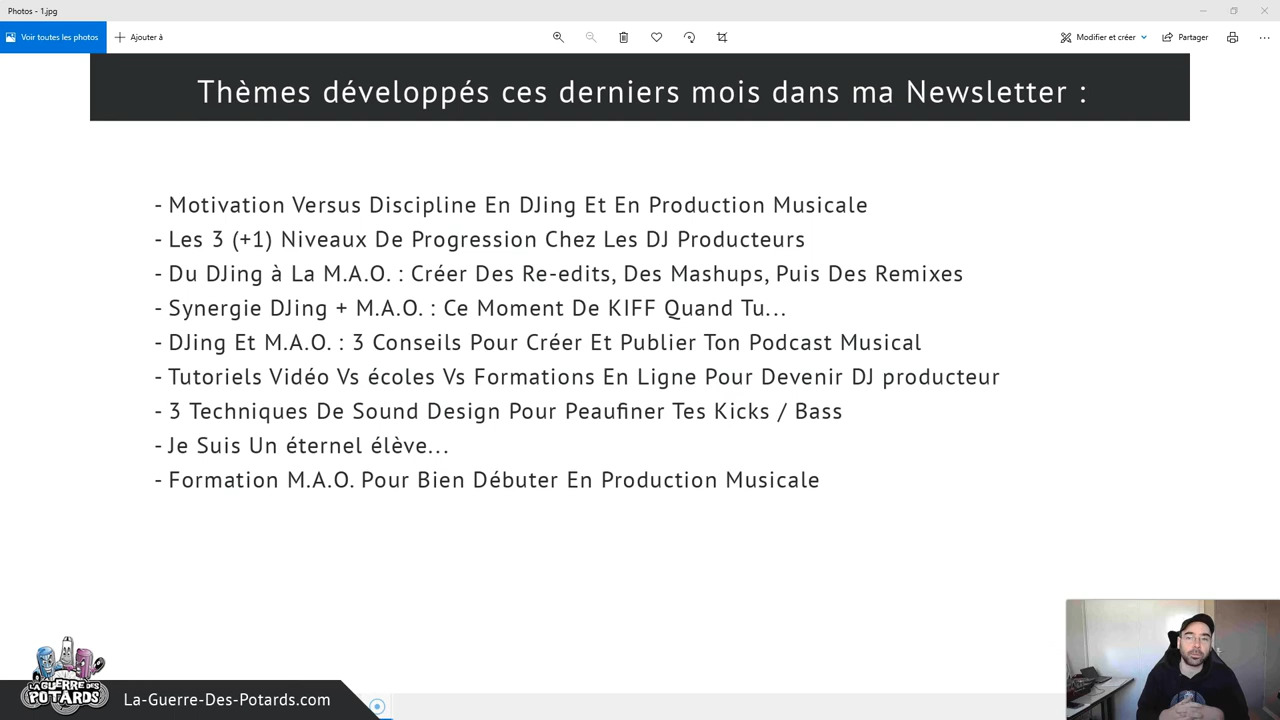 Photos - 1.jpg
Voir toutes les photos
Ajouter à
Modifier et créer
Partager
Thèmes développés ces derniers mois dans ma Newsletter :
- Motivation Versus Discipline En DJing Et En Production Musicale
- Les 3 (+1) Niveaux De Progression Chez Les DJ Producteurs
- Du DJing à La M.A.O. : Créer Des Re-edits, Des Mashups, Puis Des Remixes
- Synergie DJing + M.A.O. : Ce Moment De KIFF Quand Tu...
- DJing Et M.A.O. : 3 Conseils Pour Créer Et Publier Ton Podcast Musical
- Tutoriels Vidéo Vs écoles Vs Formations En Ligne Pour Devenir DJ producteur
- 3 Techniques De Sound Design Pour Peaufiner Tes Kicks / Bass
- Je Suis Un éternel élève...
- Formation M.A.O. Pour Bien Débuter En Production Musicale
LA GUERRE DES
POTARDS
La-Guerre-Des-Potards.com